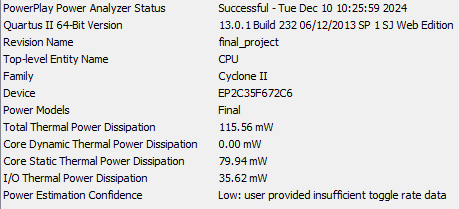 PowerPlay Power Analyzer Status Successful - Tue Dec 10 10:25:59 2024
Quartus II 64-Bit Version 13.0.1 Build 232 06/12/2013 SP 1 SJ Web Edition
Revision Name final_project
Top-level Entity Name CPU
Family Cyclone II
Device EP2C35F672C6
Power Models Final
Total Thermal Power Dissipation 115.56 mW
Core Dynamic Thermal Power Dissipation 0.00 mW
Core Static Thermal Power Dissipation 79.94 mW
I/O Thermal Power Dissipation 35.62 mW
Power Estimation Confidence Low: user provided insufficient toggle rate data